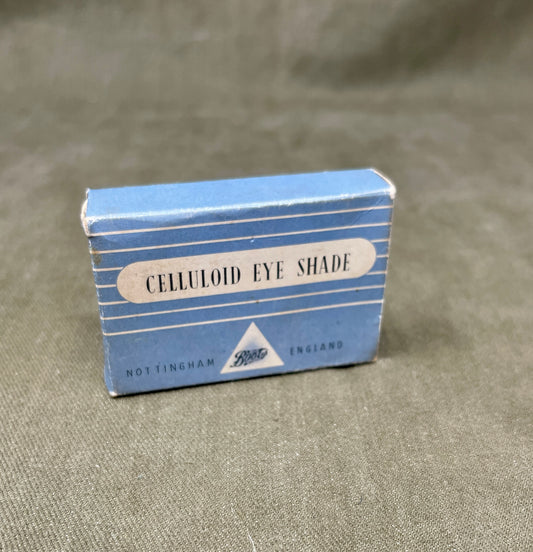 CELLULOID EYE SHADE
NOTTINGHAM Boots ENGLAND